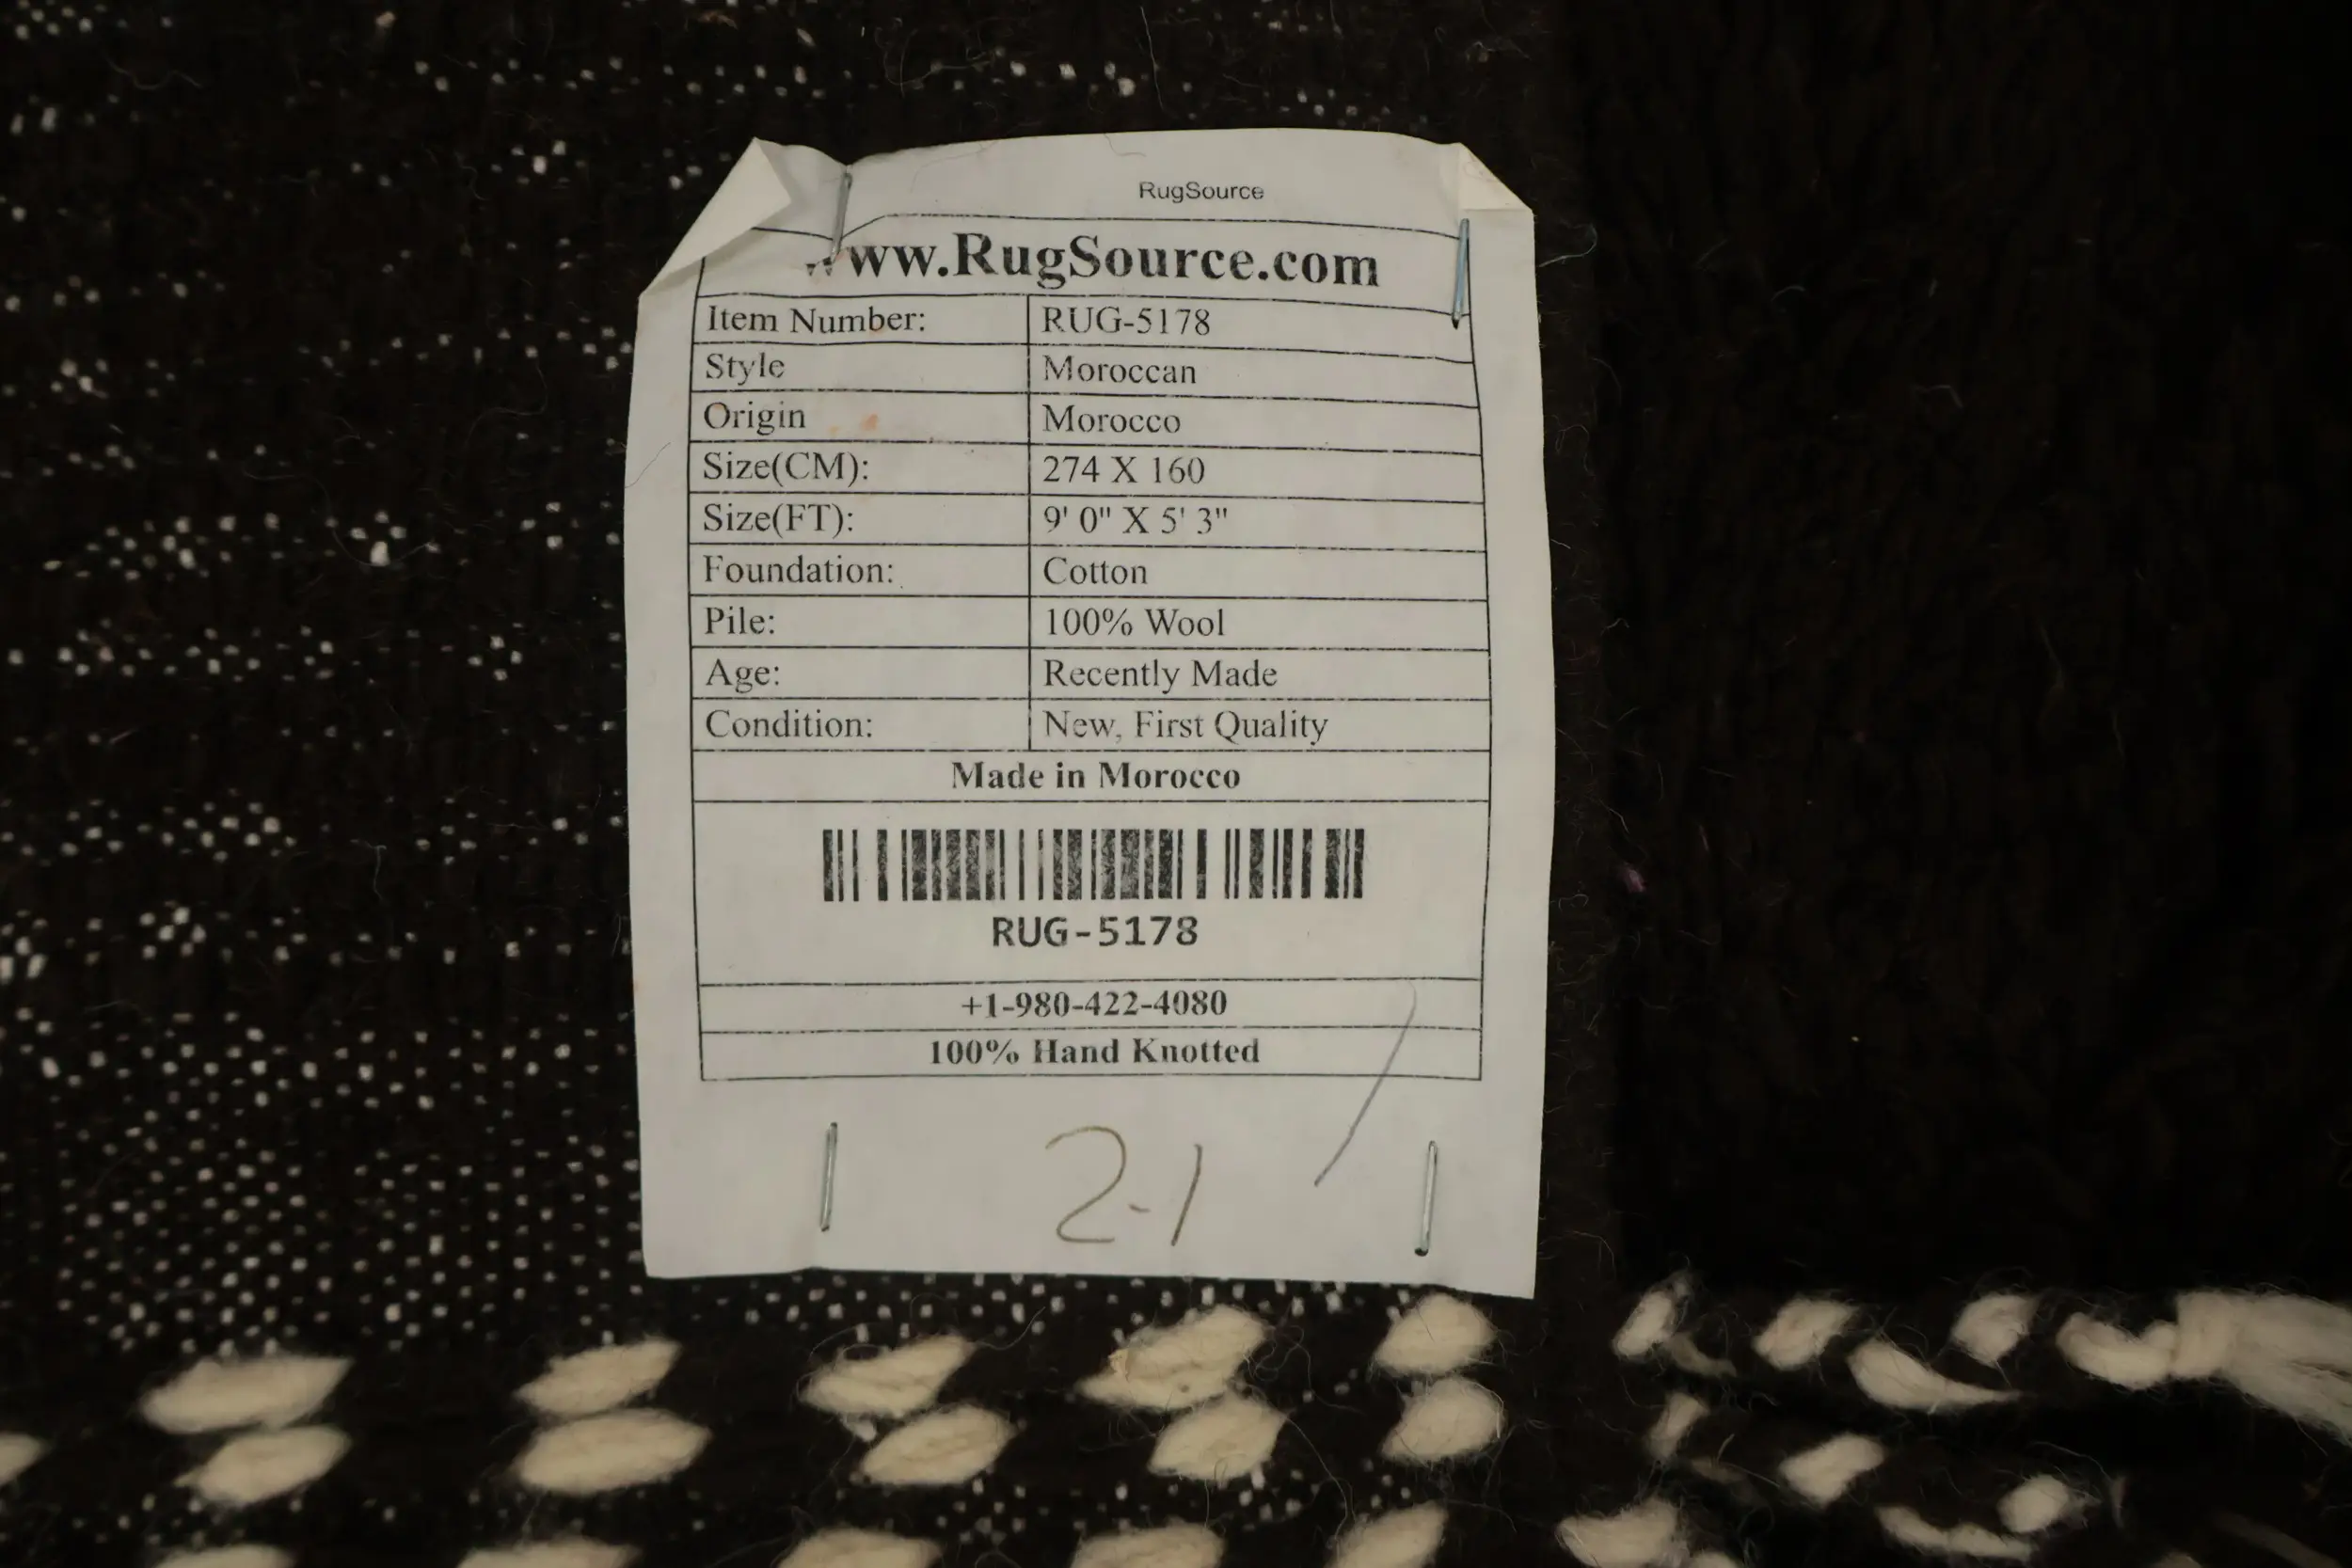 RugSource
www.RugSource.com
Item Number: RUG-5178
Style Moroccan
Origin Morocco
Size(CM): 274 X 160
Size(FT): 9' 0" X 5' 3"
Foundation: Cotton
Pile: 100% Wool
Age: Recently Made
Condition: New, First Quality
Made in Morocco
RUG-5178
+1-980-422-4080
100% Hand Knotted
2-1